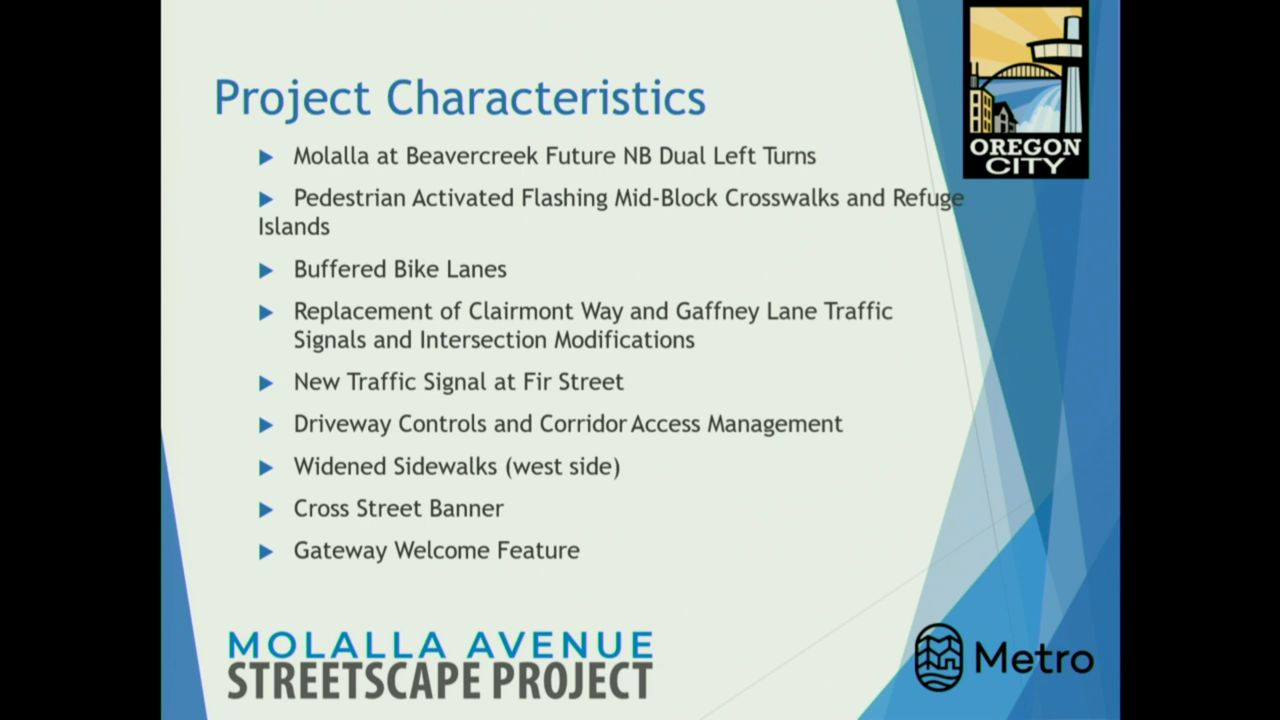 OREGON
CITY
Project Characteristics
Molalla at Beavercreek Future NB Dual Left Turns
Pedestrian Activated Flashing Mid-Block Crosswalks and Refuge
Islands
Buffered Bike Lanes
Replacement of Clairmont Way and Gaffney Lane Traffic
Signals and Intersection Modifications
New Traffic Signal at Fir Street
Driveway Controls and Corridor Access Management
Widened Sidewalks (west side)
Cross Street Banner
Gateway Welcome Feature
MOLALLA AVENUE
STREETSCAPE PROJECT
Metro